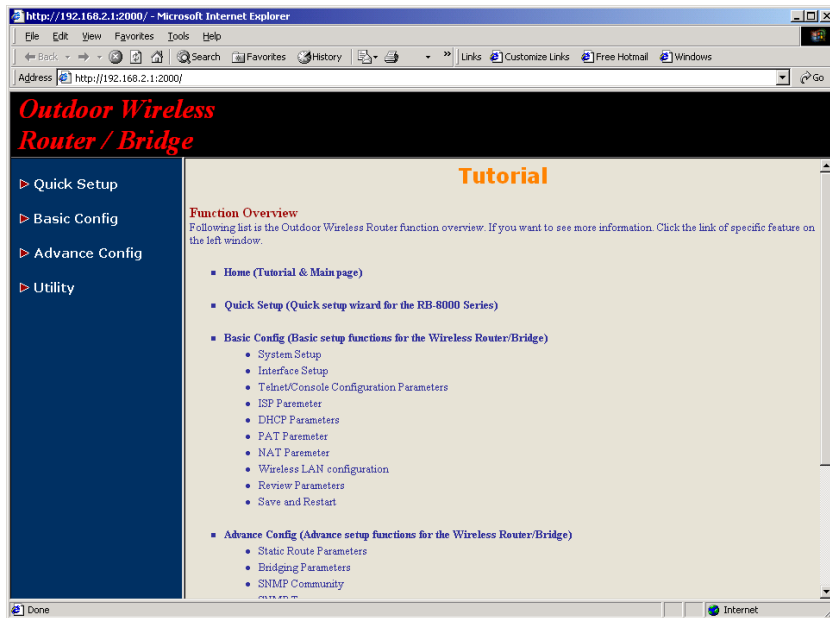 http://192.168.2.1:2000/ - Microsoft Internet Explorer
File Edit View Favorites Tools Help
Back Search Favorites History » Links Customize Links Free Hotmail Windows
Address http://192.168.2.1:2000/ Go
Outdoor Wireless
Router / Bridge
Quick Setup
Basic Config
Advance Config
Utility
Tutorial
Function Overview
Following list is the Outdoor Wireless Router function overview. If you want to see more information. Click the link of specific feature on
the left window.
Home (Tutorial & Main page)
Quick Setup (Quick setup wizard for the RB-8000 Series)
Basic Config (Basic setup functions for the Wireless Router/Bridge)
System Setup
Interface Setup
Telnet/Console Configuration Parameters
ISP Paremeter
DHCP Parameters
PAT Paremeter
NAT Paremeter
Wireless LAN configuration
Review Parameters
Save and Restart
Advance Config (Advance setup functions for the Wireless Router/Bridge)
Static Route Parameters
Bridging Parameters
SNMP Community
Done Internet